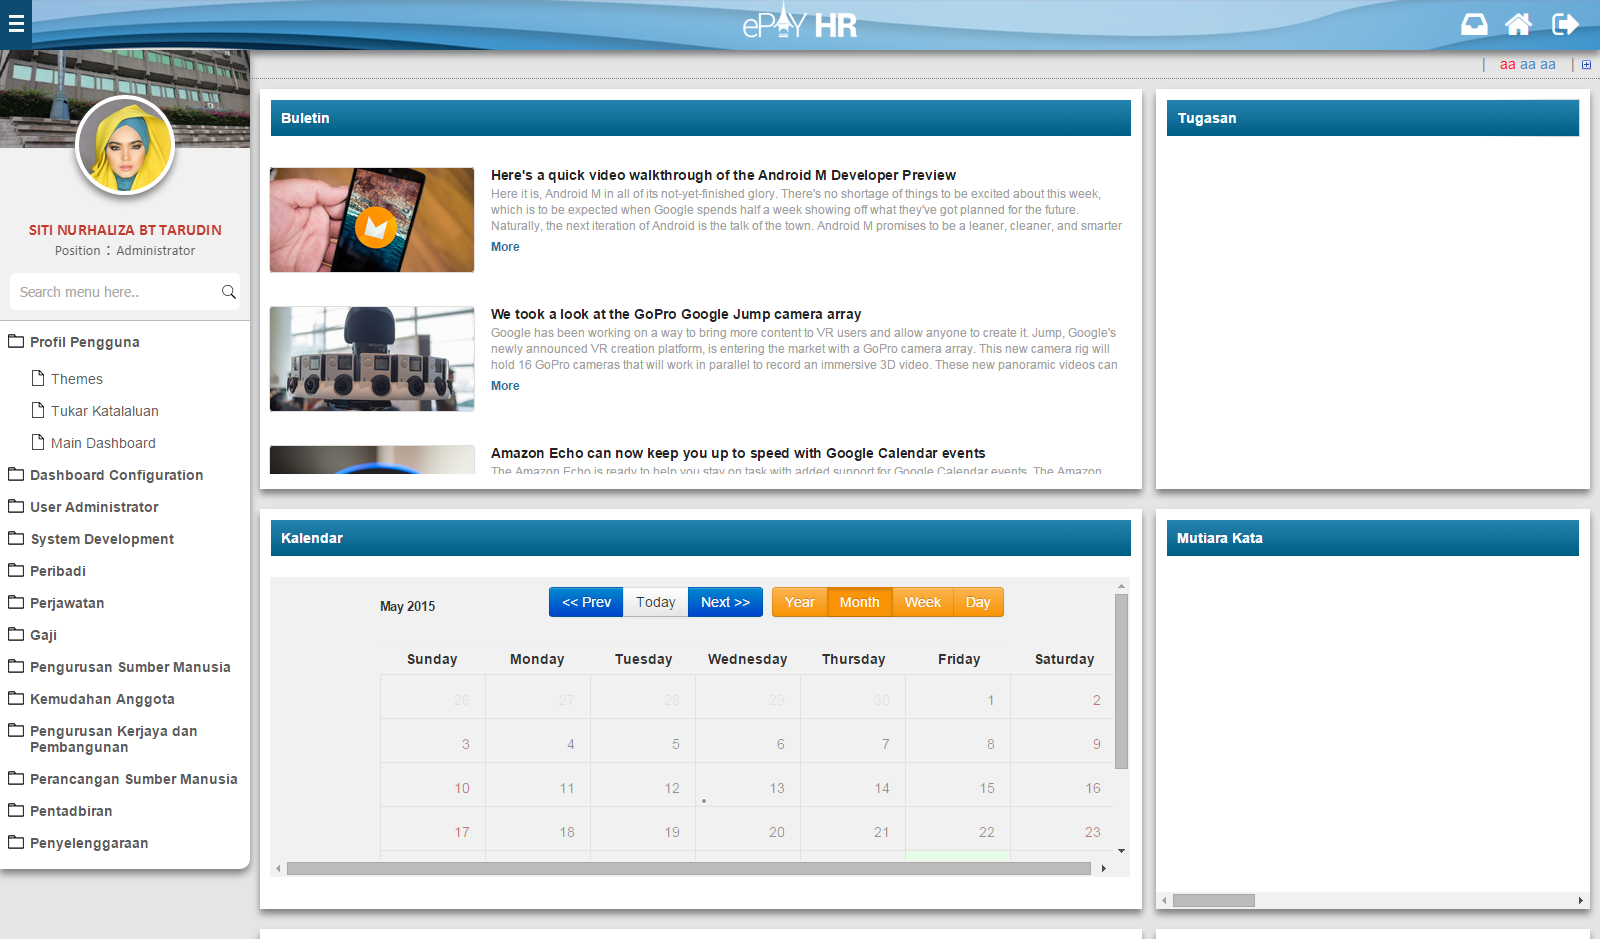 ePAY HR
aa aa aa
SITI NURHALIZA BT TARUDIN
Position : Administrator
Search menu here..
Profil Pengguna
Themes
Tukar Katalaluan
Main Dashboard
Dashboard Configuration
User Administrator
System Development
Peribadi
Perjawatan
Gaji
Pengurusan Sumber Manusia
Kemudahan Anggota
Pengurusan Kerjaya dan
Pembangunan
Perancangan Sumber Manusia
Pentadbiran
Penyelenggaraan
Buletin
Here's a quick video walkthrough of the Android M Developer Preview
Here it is, Android M in all of its not-yet-finished glory. There's no shortage of things to be excited about this week,
which is to be expected when Google spends half a week showing off what they've got planned for the future.
Naturally, the next iteration of Android is the talk of the town. Android M promises to be a leaner, cleaner, and smarter
More
We took a look at the GoPro Google Jump camera array
Google has been working on a way to bring more content to VR users and allow anyone to create it. Jump, Google's
newly announced VR creation platform, is entering the market with a GoPro camera array. This new camera rig will
hold 16 GoPro cameras that will work in parallel to record an immersive 3D video. These new panoramic videos can
More
Amazon Echo can now keep you up to speed with Google Calendar events
The Amazon Echo is ready to help you stay on task with added support for Google Calendar events. The Amazon
Tugasan
Kalendar
May 2015
<< Prev Today Next >> Year Month Week Day
Sunday Monday Tuesday Wednesday Thursday Friday Saturday
26 27 28 29 30 1 2
3 4 5 6 7 8 9
10 11 12 13 14 15 16
17 18 19 20 21 22 23
Mutiara Kata